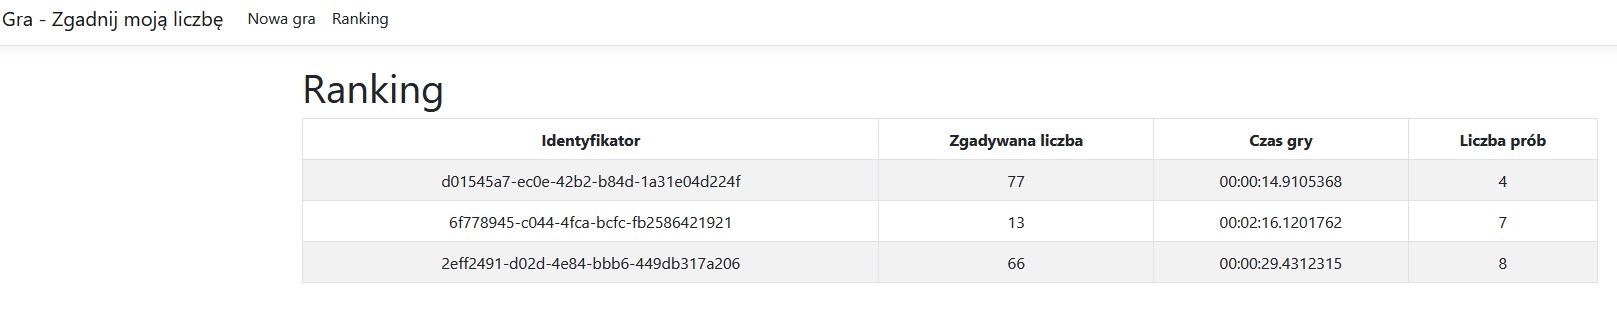 Gra - Zgadnij moją liczbę Nowa gra Ranking
Ranking
Identyfikator Zgadywana liczba Czas gry Liczba prób
d01545a7-ec0e-42b2-b84d-1a31e04d224f 77 00:00:14.9105368 4
6f778945-c044-4fca-bcfc-fb2586421921 13 00:02:16.1201762 7
2eff2491-d02d-4e84-bbb6-449db317a206 66 00:00:29.4312315 8